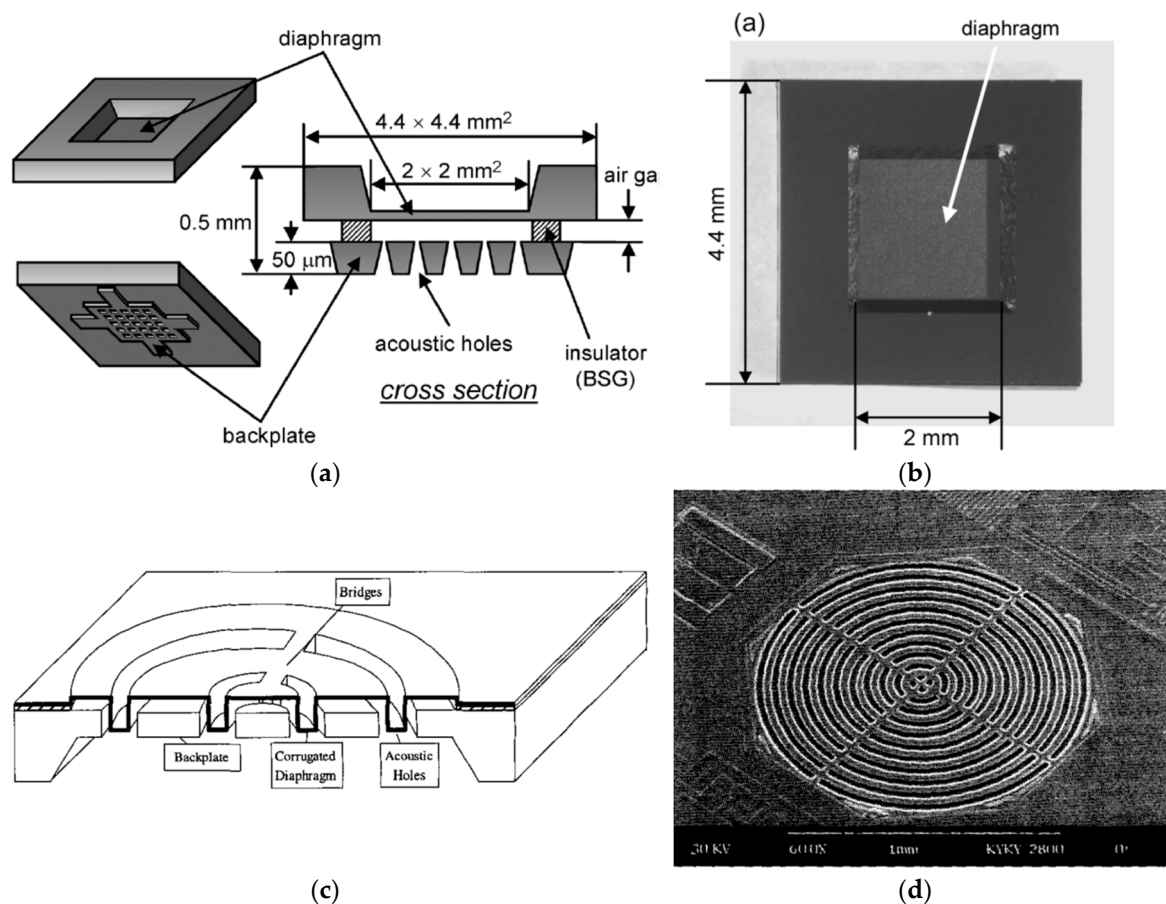 diaphragm
4.4 × 4.4 mm²
2 × 2 mm²
air ga
0.5 mm
50 μm
acoustic holes
insulator
(BSG)
cross section
backplate
(a)
(a)
diaphragm
4.4 mm
2 mm
(b)
Bridges
Backplate
Corrugated
Diaphragm
Acoustic
Holes
(c)
30 KV
60.0X
1mm
KYKY 2800
(d)